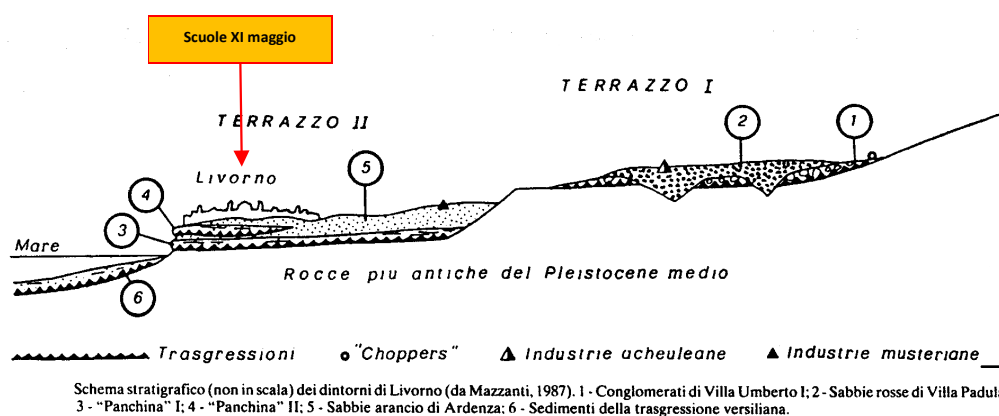 Scuole XI maggio
TERRAZZO I
TERRAZZO II
2
1
5
Livorno
4
3
Mare
6
Rocce più antiche del Pleistocene medio
Trasgressioni
"Choppers"
Industrie acheuleane
Industrie musteriane
Schema stratigrafico (non in scala) dei dintorni di Livorno (da Mazzanti, 1987). 1 - Conglomerati di Villa Umberto I; 2 - Sabbie rosse di Villa Padul
3 - "Panchina" I; 4 - "Panchina" II; 5 - Sabbie arancio di Ardenza; 6 - Sedimenti della trasgressione versiliana.